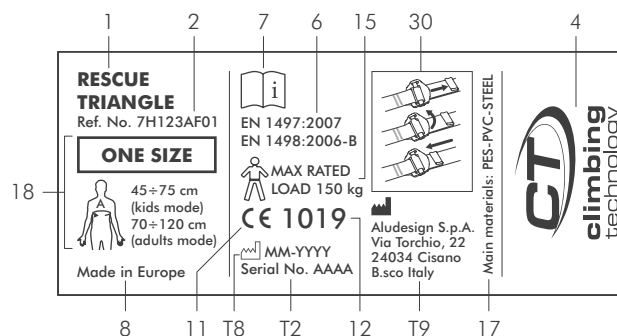 1
2
7
6
15
30
4
RESCUE
TRIANGLE
Ref. No. 7H123AF01
ONE SIZE
18
A
45÷75 cm
(kids mode)
70÷120 cm
(adults mode)
Made in Europe
i
EN 1497:2007
EN 1498:2006-B
MAX RATED
LOAD 150 kg
CE 1019
MM-YYYY
Serial No. AAAA
Aludesign S.p.A.
Via Torchio, 22
24034 Cisano
B.sco Italy
Main materials: PES-PVC-STEEL
CT
climbing
technology
8
11
T8
T2
12
T9
17